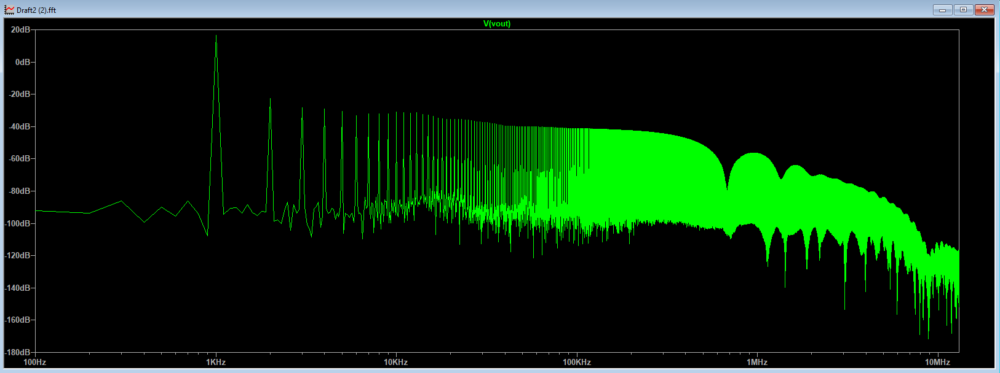 Draft2 (2).fft
V(vout)
20dB
0dB
-20dB
-40dB
-60dB
-80dB
-100dB
-120dB
-140dB
-160dB
-180dB
100Hz 1KHz 10KHz 100KHz 1MHz 10MHz